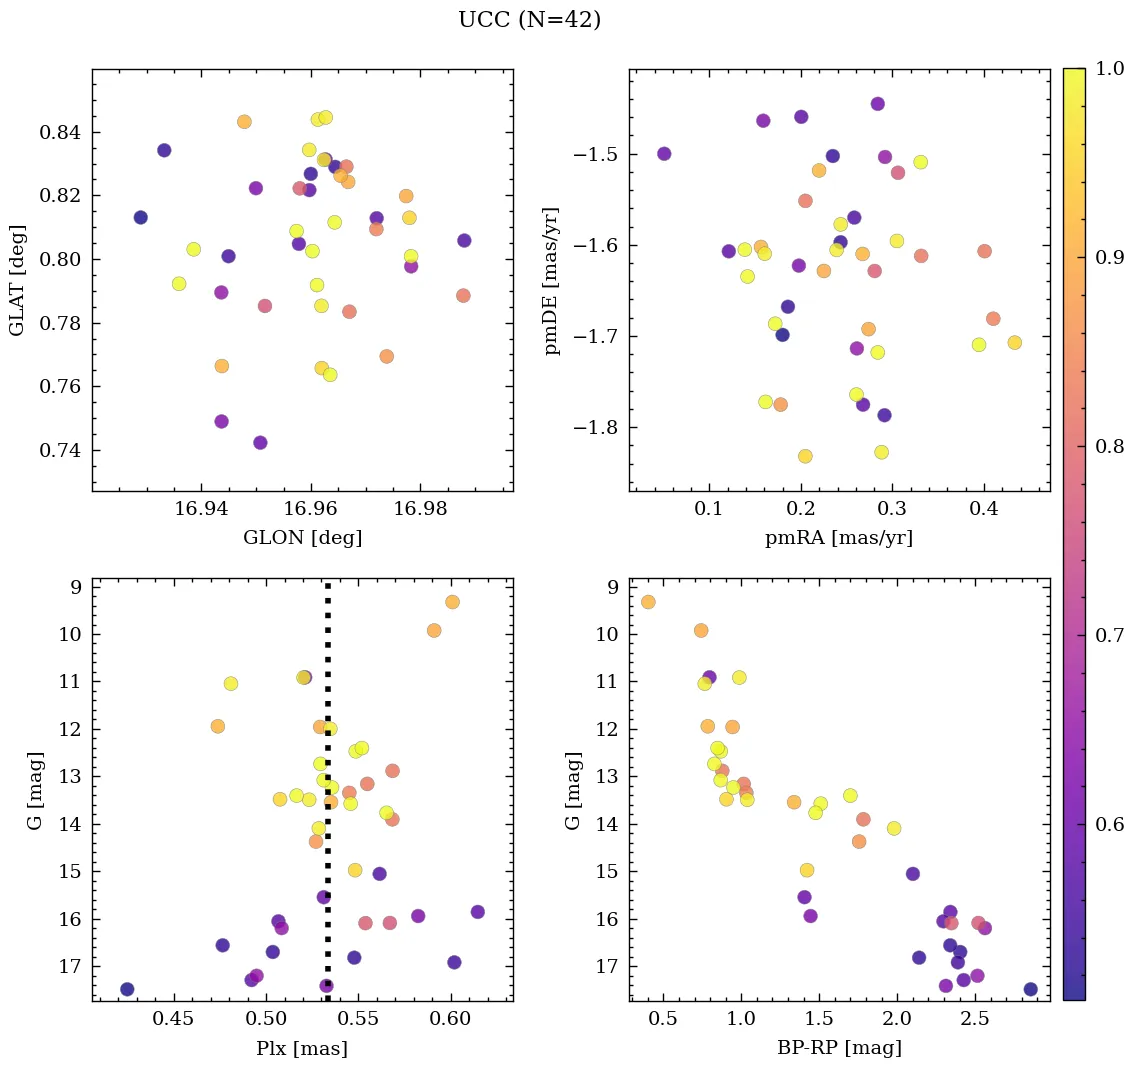 UCC (N=42)
0.84
0.82
0.80
0.78
0.76
0.74
GLAT [deg]
16.94 16.96 16.98
GLON [deg]
−1.5
−1.6
−1.7
−1.8
pmDE [mas/yr]
0.1 0.2 0.3 0.4
pmRA [mas/yr]
1.0
0.9
0.8
0.7
0.6
9
10
11
12
13
14
15
16
17
G [mag]
0.45 0.50 0.55 0.60
Plx [mas]
9
10
11
12
13
14
15
16
17
G [mag]
0.5 1.0 1.5 2.0 2.5
BP-RP [mag]